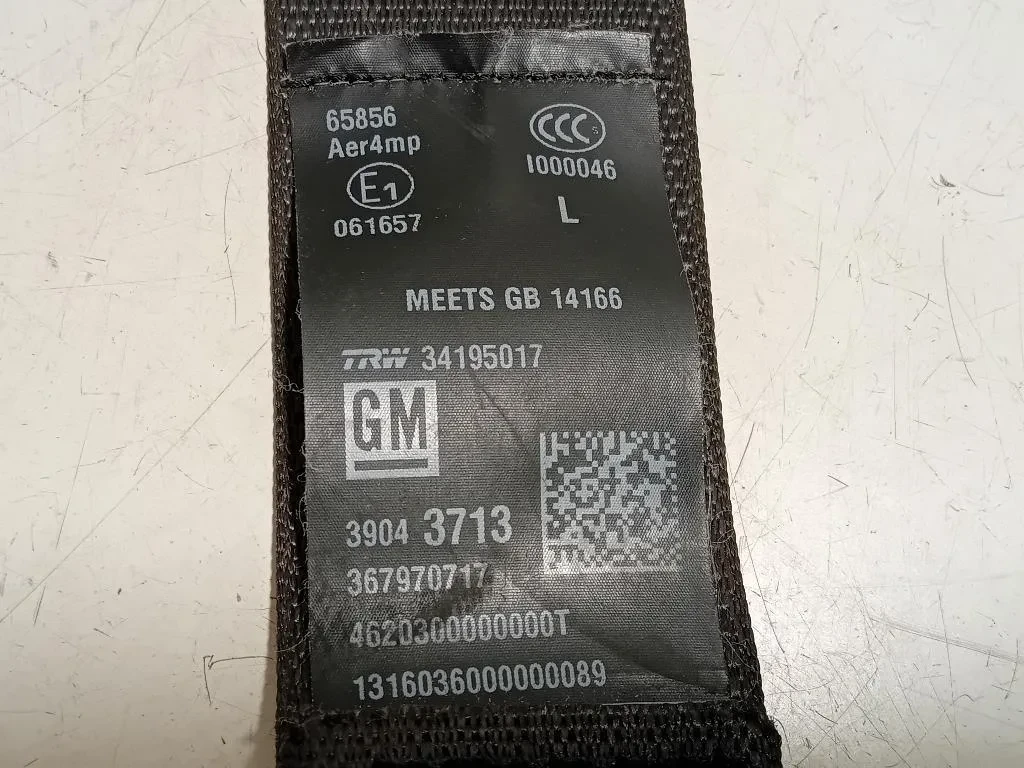 65856
Aer4mp
E1
061657
CCC S
I000046
L
MEETS GB 14166
TRW 34195017
GM
3904 3713
367970717
4620300000000T
1316036000000089